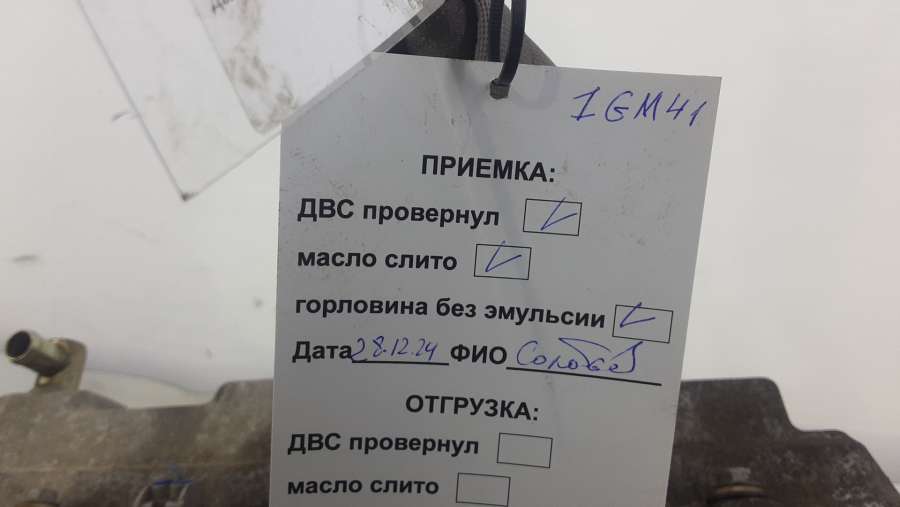 1GM41
ПРИЕМКА:
ДВС провернул
масло слито
горловина без эмульсии
Дата 28.12.24 ФИО
ОТГРУЗКА:
ДВС провернул
масло слито